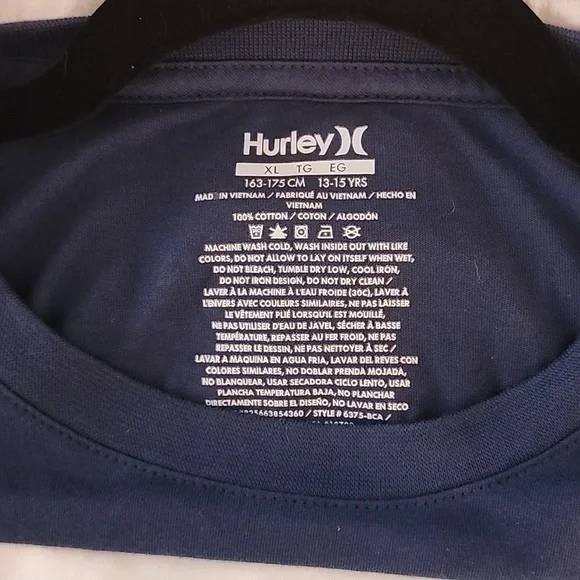 Hurley
XL TG EG
163-175 CM 13-15 YRS
MADE IN VIETNAM / FABRIQUÉ AU VIETNAM / HECHO EN
VIETNAM
100% COTTON / COTON / ALGODÓN
MACHINE WASH COLD, WASH INSIDE OUT WITH LIKE
COLORS, DO NOT ALLOW TO LAY ON ITSELF WHEN WET,
DO NOT BLEACH, TUMBLE DRY LOW, COOL IRON,
DO NOT IRON DESIGN, DO NOT DRY CLEAN /
LAVER À LA MACHINE À L'EAU FROIDE (30C), LAVER À
L'ENVERS AVEC COULEURS SIMILAIRES, NE PAS LAISSER
LE VÊTEMENT PLIÉ LORSQU'IL EST MOUILLÉ,
NE PAS UTILISER D'EAU DE JAVEL, SÉCHER À BASSE
TEMPÉRATURE, REPASSER AU FER FROID, NE PAS
REPASSER LE DESSIN, NE PAS NETTOYER À SEC /
LAVAR A MAQUINA EN AGUA FRIA, LAVAR DEL REVES CON
COLORES SIMILARES, NO DOBLAR PRENDA MOJADA,
NO BLANQUEAR, USAR SECADORA CICLO LENTO, USAR
PLANCHA TEMPERATURA BAJA, NO PLANCHAR
DIRECTAMENTE SOBRE EL DISEÑO, NO LAVAR EN SECO
/ STYLE # 6375-BCA /